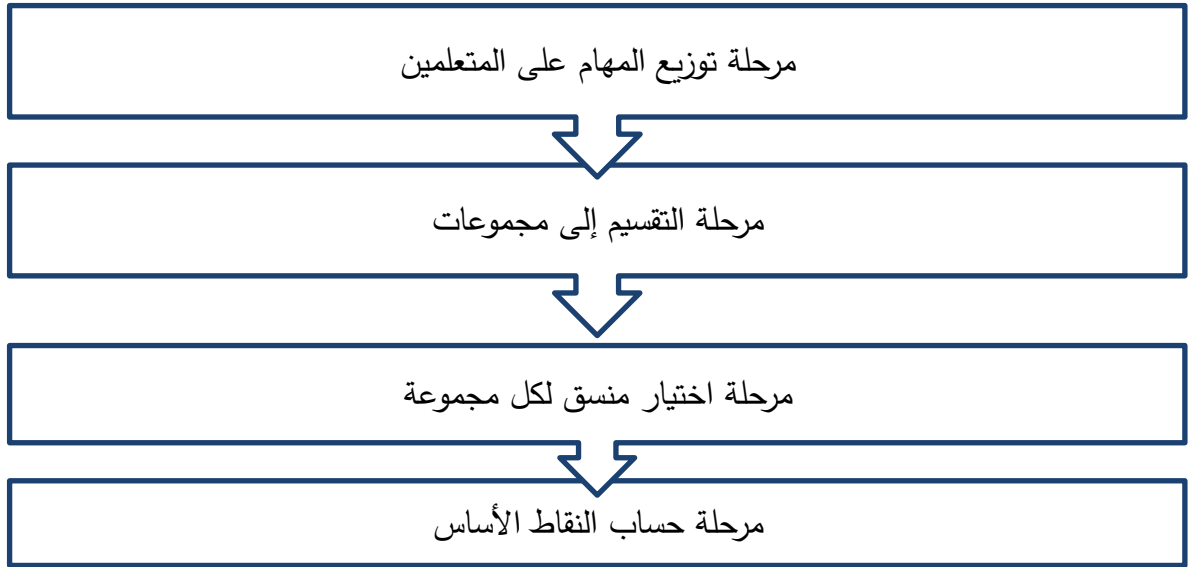 مرحلة توزيع المهام على المتعلمين
مرحلة التقسيم إلى مجموعات
مرحلة اختيار منسق لكل مجموعة
مرحلة حساب النقاط الأساس